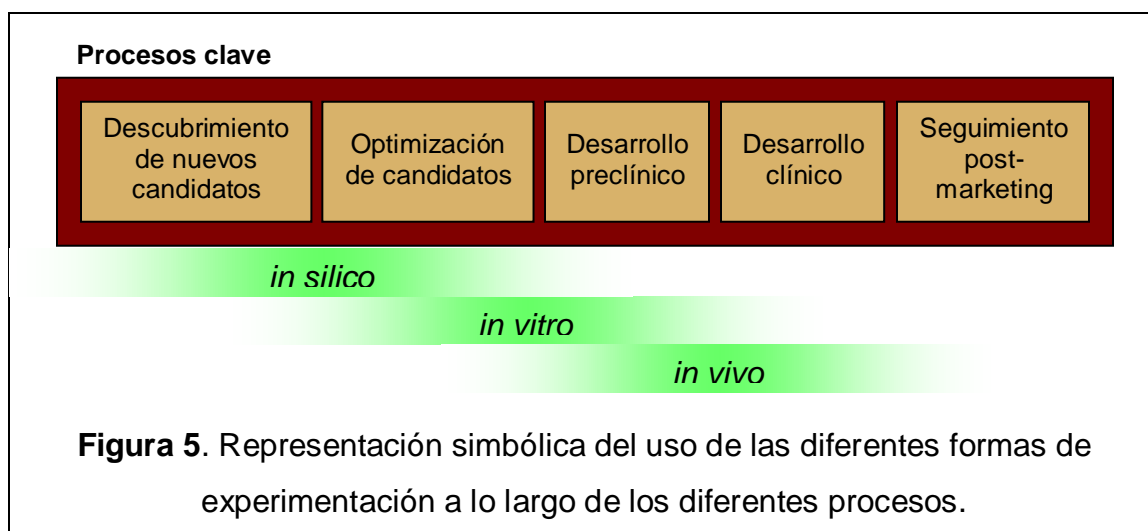 Procesos clave
Descubrimiento
de nuevos
candidatos
Optimización
de candidatos
Desarrollo
preclínico
Desarrollo
clínico
Seguimiento
post-
marketing
in silico
in vitro
in vivo
Figura 5. Representación simbólica del uso de las diferentes formas de
experimentación a lo largo de los diferentes procesos.